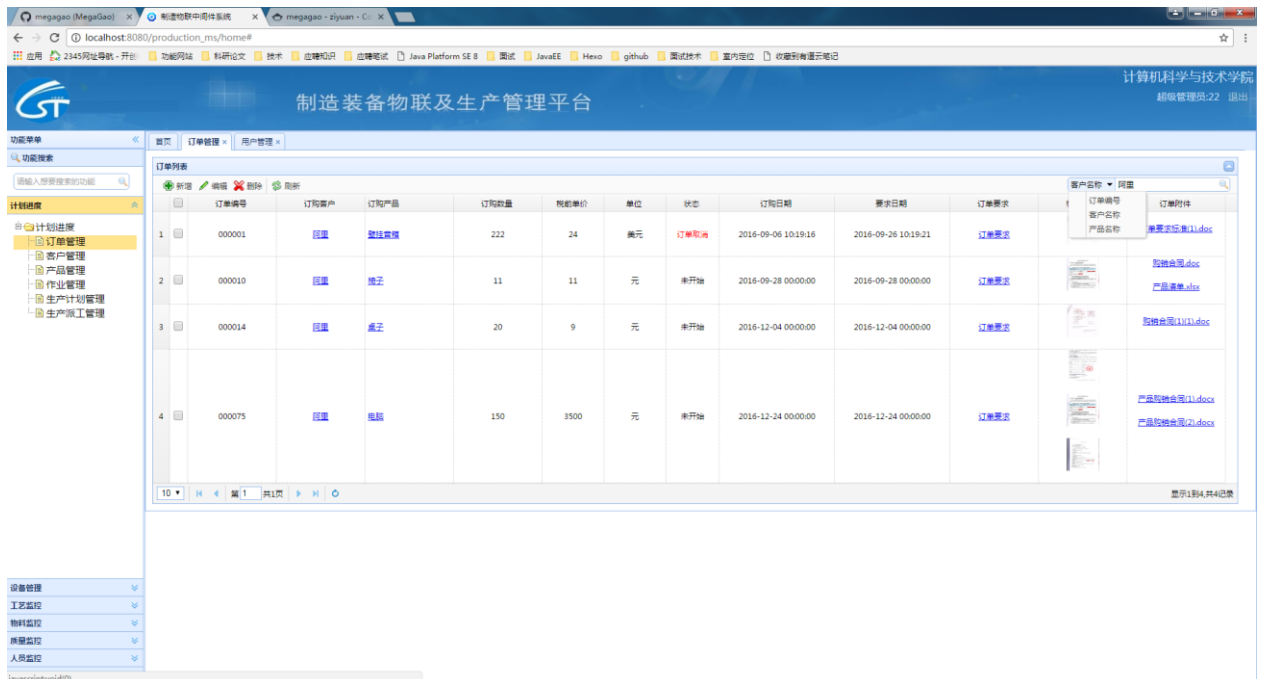 megagao (MegaGao)
制造物联中间件系统
megagao - ziyuan - Co
localhost:8080/production_ms/home#
应用 2345网址导航 - 开创 功能网站 科研论文 技术 应聘知识 应聘笔试 Java Platform SE 8 面试 JavaEE Hexo github 面试技术 室内定位 收藏到有道云笔记
计算机科学与技术学院
制造装备物联及生产管理平台
超级管理员:22 退出
功能菜单
首页 订单管理 用户管理
功能搜索
订单列表
请输入想要搜索的功能
新增 编辑 删除 刷新
客户名称 阿里
计划进度
订单编号 订购客户 订购产品 订购数量 税前单价 单位 状态 订购日期 要求日期 订单要求 订单附件
订单编号
客户名称
产品名称
计划进度
订单管理
客户管理
产品管理
作业管理
生产计划管理
生产派工管理
1 000001 阿里 壁挂音箱 222 24 美元 订单取消 2016-09-06 10:19:16 2016-09-26 10:19:21 订单要求 单要求标准(1).doc
2 000010 阿里 镜子 11 11 元 未开始 2016-09-28 00:00:00 2016-09-28 00:00:00 订单要求 购销合同.doc
产品清单.xlsx
3 000014 阿里 桌子 20 9 元 未开始 2016-12-04 00:00:00 2016-12-04 00:00:00 订单要求 购销合同(1)(1).doc
4 000075 阿里 电脑 150 3500 元 未开始 2016-12-24 00:00:00 2016-12-24 00:00:00 订单要求 产品购销合同(1).docx
产品购销合同(2).docx
10 第 1 共1页
显示1到4,共4记录
设备管理
工艺监控
物料监控
质量监控
人员监控